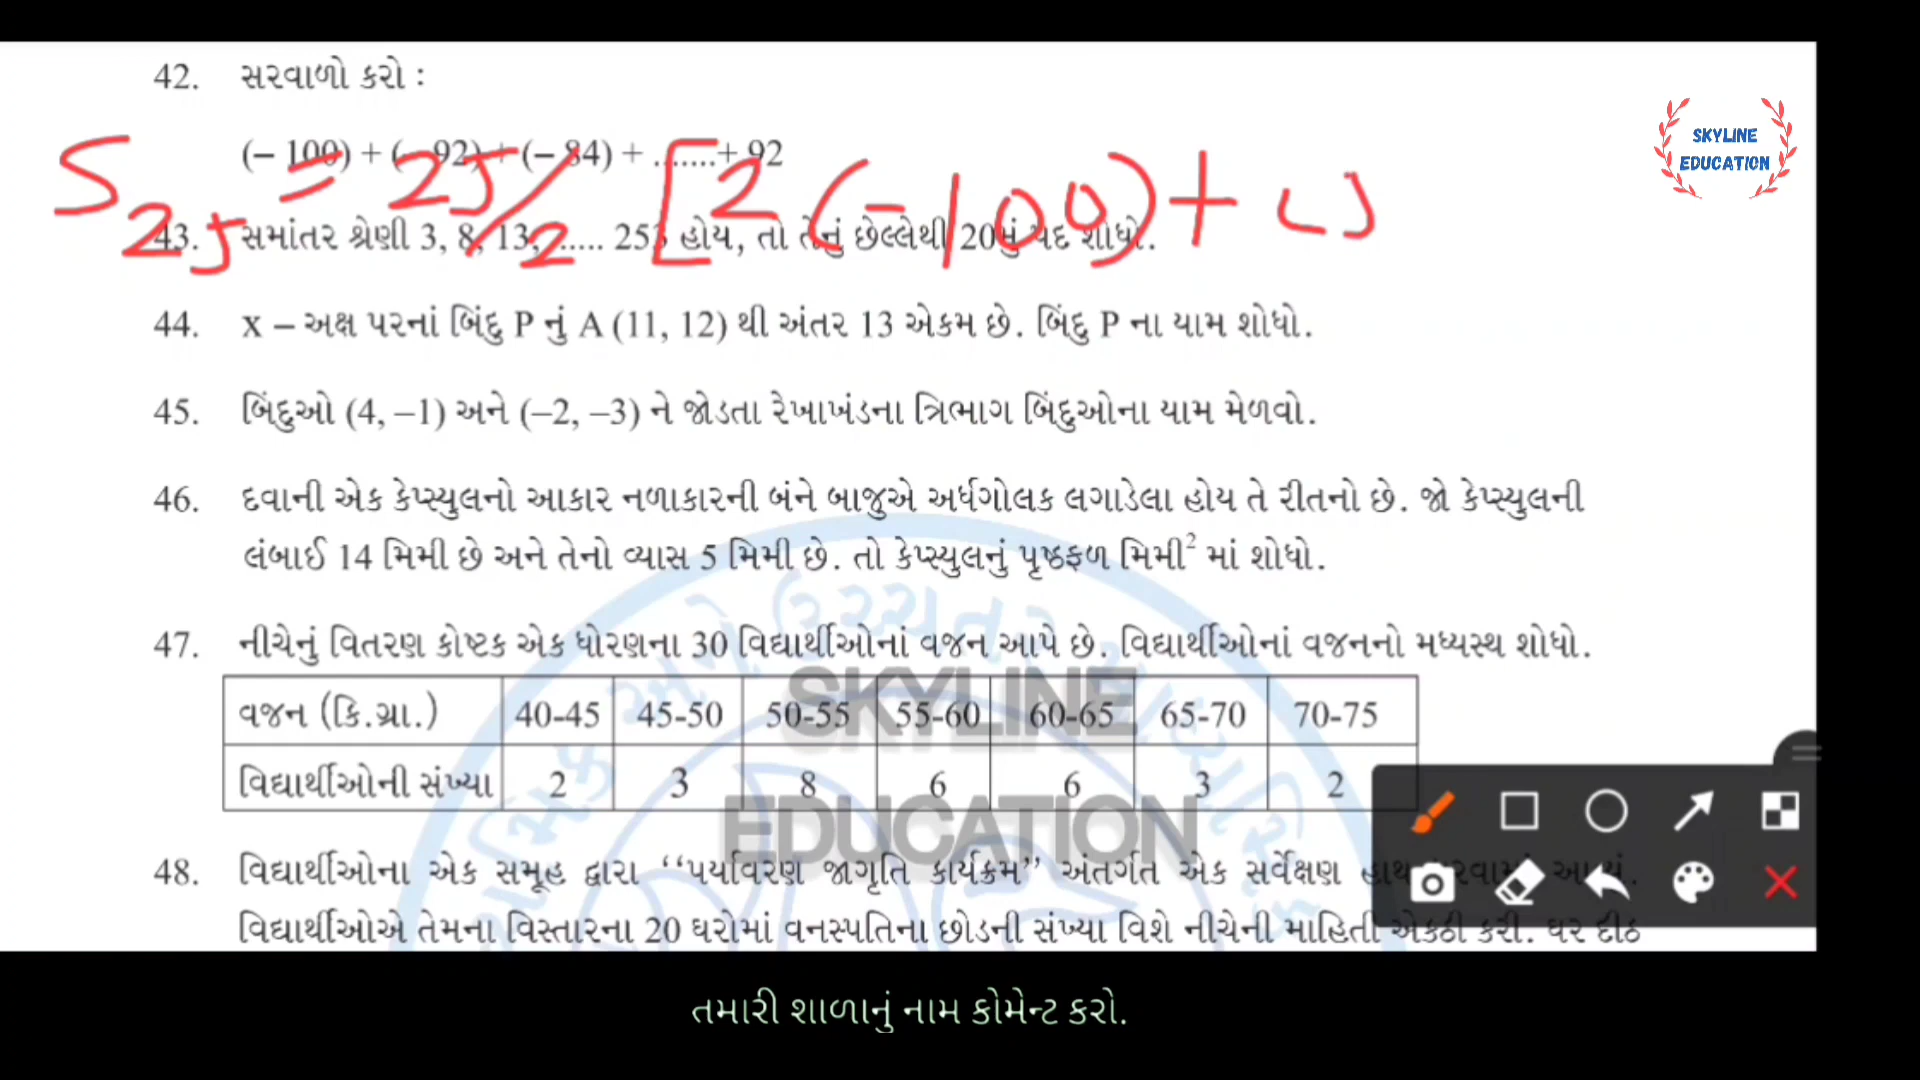 42. સરવાળો કરો :
(– 100) + (– 92) + (– 84) + .......+ 92
S25 = 25/2 [2(-100)+
43. સમાંતર શ્રેણી 3, 8, 13, ..... 253 હોય, તો તેનું છેલ્લેથી 20મું પદ શોધો.
44. x – અક્ષ પરનાં બિંદુ P નું A (11, 12) થી અંતર 13 એકમ છે. બિંદુ P ના યામ શોધો.
45. બિંદુઓ (4, –1) અને (–2, –3) ને જોડતા રેખાખંડના ત્રિભાગ બિંદુઓના યામ મેળવો.
46. દવાની એક કેપ્સ્યુલનો આકાર નળાકારની બંને બાજુએ અર્ધગોલક લગાડેલા હોય તે રીતનો છે. જો કેપ્સ્યુલની
લંબાઈ 14 મિમી છે અને તેનો વ્યાસ 5 મિમી છે. તો કેપ્સ્યુલનું પૃષ્ઠફળ મિમી² માં શોધો.
47. નીચેનું વિતરણ કોષ્ટક એક ધોરણના 30 વિદ્યાર્થીઓનાં વજન આપે છે. વિદ્યાર્થીઓનાં વજનનો મધ્યસ્થ શોધો.
વજન (કિ.ગ્રા.) 40-45 45-50 50-55 55-60 60-65 65-70 70-75
વિદ્યાર્થીઓની સંખ્યા 2 3 8 6 6 3 2
48. વિદ્યાર્થીઓના એક સમૂહ દ્વારા “પર્યાવરણ જાગૃતિ કાર્યક્રમ” અંતર્ગત એક સર્વેક્ષણ
વિદ્યાર્થીઓએ તેમના વિસ્તારના 20 ઘરોમાં વનસ્પતિના છોડની સંખ્યા વિશે નીચેની માહિતી એકઠી કરી. ઘર દીઠ
SKYLINE
EDUCATION
SKYLINE
EDUCATION
તમારી શાળાનું નામ કોમેન્ટ કરો.